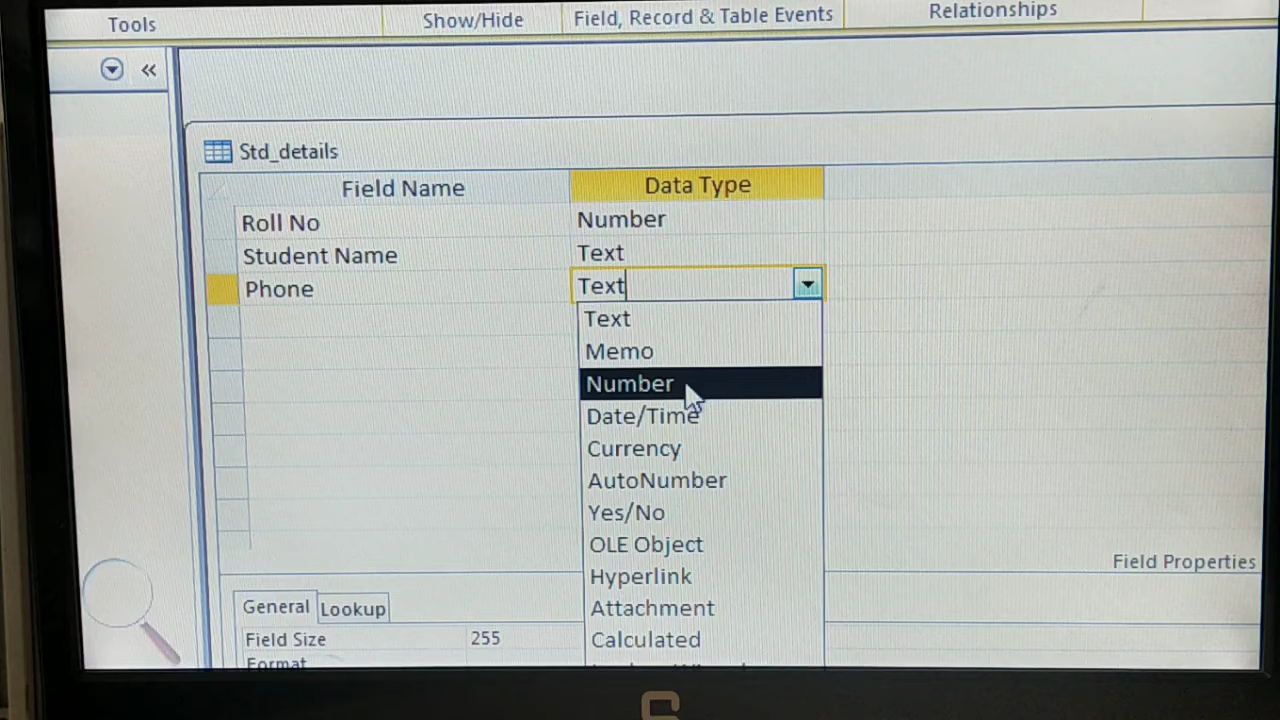 Tools Show/Hide Field, Record & Table Events Relationships
«
Std_details
Field Name Data Type
Roll No Number
Student Name Text
Phone Text
Text
Memo
Number
Date/Time
Currency
AutoNumber
Yes/No
OLE Object
Field Properties
Hyperlink
Attachment
General Lookup
Calculated
Field Size 255
Format